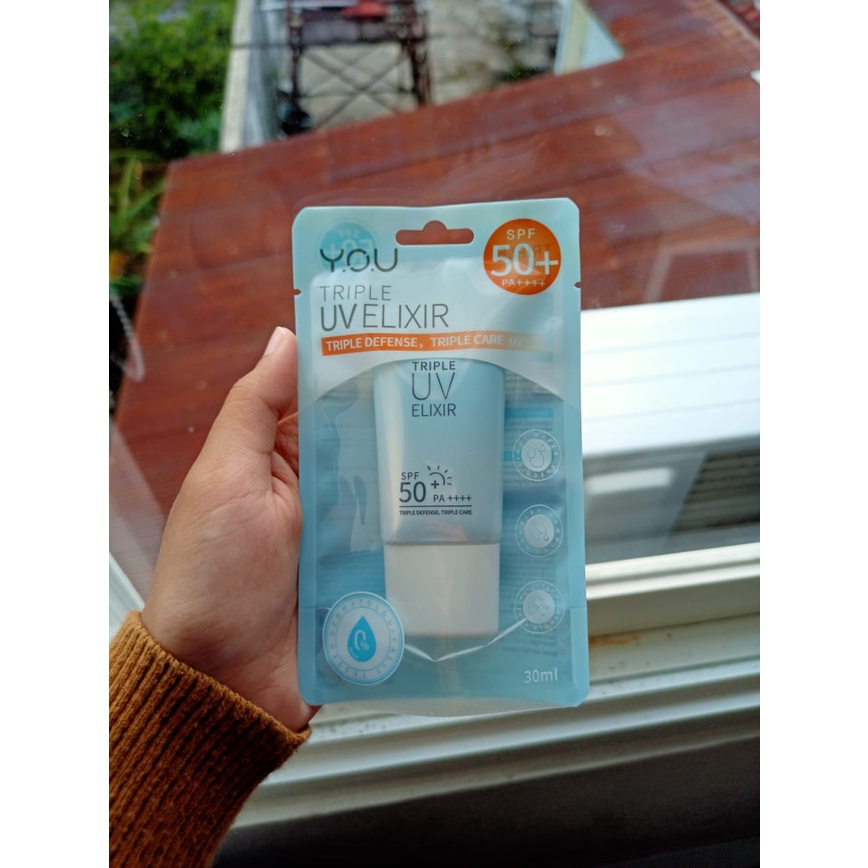 Y.O.U
SPF
50+
PA++++
TRIPLE
UV ELIXIR
TRIPLE DEFENSE, TRIPLE CARE
TRIPLE
UV
ELIXIR
SPF
50+ PA ++++
TRIPLE DEFENSE, TRIPLE CARE
0%
30ml